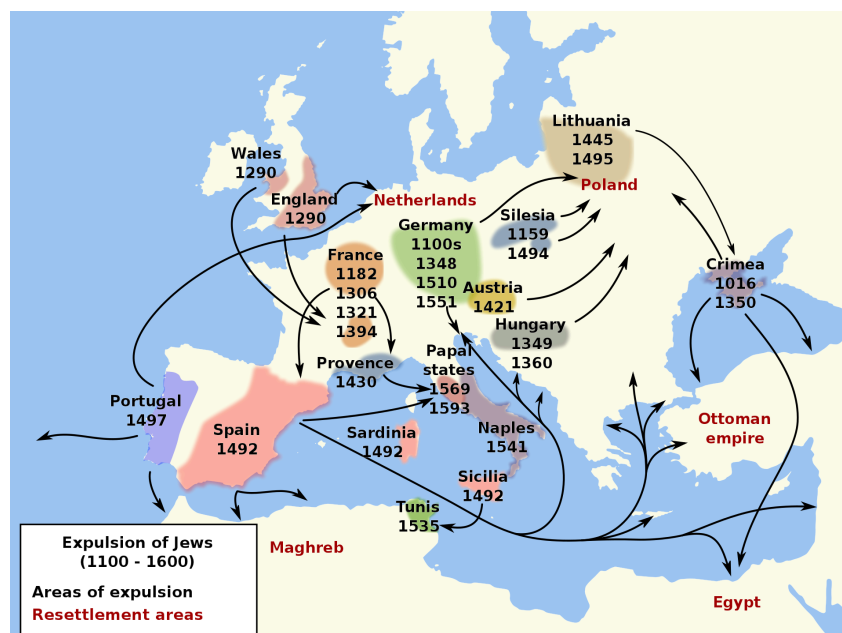 Lithuania
1445
1495
Wales
1290
Poland
England
1290
Netherlands
Germany
1100s
1348
1510
1551
Silesia
1159
1494
France
1182
1306
1321
1394
Crimea
1016
1350
Austria
1421
Hungary
1349
1360
Provence
1430
Papal
states
1569
1593
Portugal
1497
Spain
1492
Sardinia
1492
Naples
1541
Ottoman
empire
Sicilia
1492
Tunis
1535
Maghreb
Egypt
Expulsion of Jews
(1100 - 1600)
Areas of expulsion
Resettlement areas